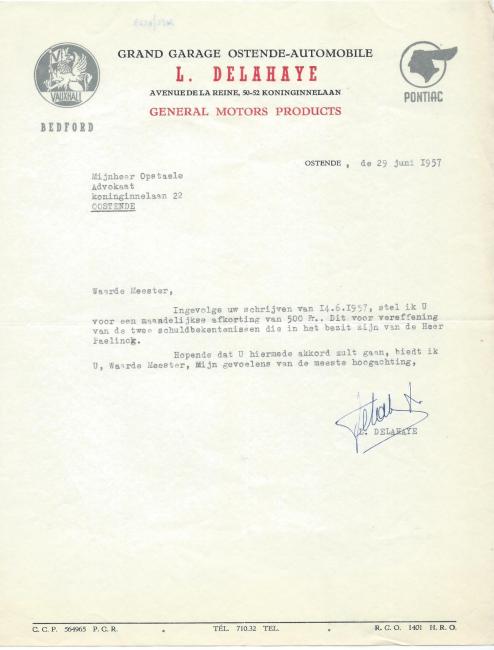 GRAND GARAGE OSTENDE-AUTOMOBILE
L. DELAHAYE
AVENUE DE LA REINE, 50-52 KONINGINNELAAN
GENERAL MOTORS PRODUCTS
VAUXHALL
BEDFORD
PONTIAC
OSTENDE , de 29 juni 1957
Mijnheer Opstaele
Advokaat
koninginnelaan 22
OOSTENDE
Waarde Meester,
Ingevolge uw schrijven van 14.6.1957, stel ik U
voor een maandelijkse afkorting van 500 Fr.. Dit voor vereffening
van de twee schuldbekentenissen die in het bezit zijn van de Heer
Paelinck.
Hopende dat U hiermede akkord zult gaan, biedt ik
U, Waarde Meester, Mijn gevoelens van de meeste hoogachting,
L. DELAHAYE
C. C. P. 564965 P. C. R. . TÉL. 710.32 TEL. . R. C. O. 1401 H. R. O.